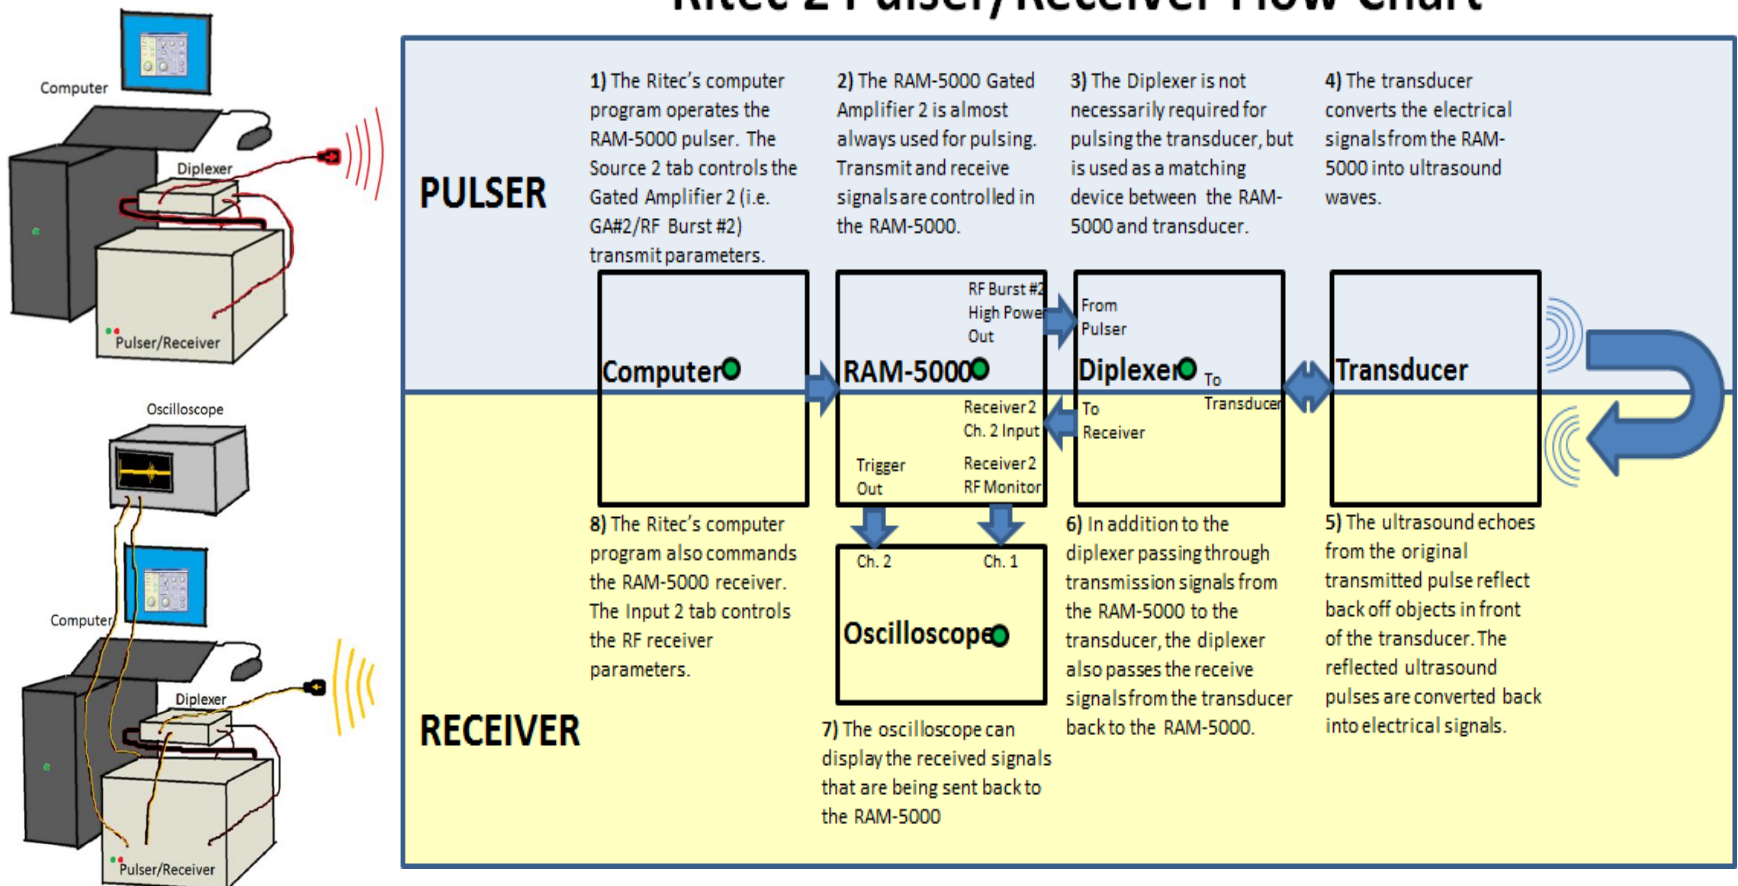 Ritec 2 Pulser/Receiver Flow Chart
Computer
Diplexer
Pulser/Receiver
Oscilloscope
Computer
Diplexer
Pulser/Receiver
PULSER
1) The Ritec's computer
program operates the
RAM-5000 pulser. The
Source 2 tab controls the
Gated Amplifier 2 (i.e.
GA#2/RF Burst #2)
transmit parameters.
2) The RAM-5000 Gated
Amplifier 2 is almost
always used for pulsing.
Transmit and receive
signals are controlled in
the RAM-5000.
3) The Diplexer is not
necessarily required for
pulsing the transducer, but
is used as a matching
device between the RAM-
5000 and transducer.
4) The transducer
converts the electrical
signals from the RAM-
5000 into ultrasound
waves.
Computer
RF Burst #2
High Power
Out
RAM-5000
Receiver 2
Ch. 2 Input
Trigger
Out
Receiver 2
RF Monitor
From
Pulser
Diplexer
To
Transducer
To
Receiver
Transducer
RECEIVER
8) The Ritec's computer
program also commands
the RAM-5000 receiver.
The Input 2 tab controls
the RF receiver
parameters.
Ch. 2
Ch. 1
Oscilloscope
7) The oscilloscope can
display the received signals
that are being sent back to
the RAM-5000
6) In addition to the
diplexer passing through
transmission signals from
the RAM-5000 to the
transducer, the diplexer
also passes the receive
signals from the transducer
back to the RAM-5000.
5) The ultrasound echoes
from the original
transmitted pulse reflect
back off objects in front
of the transducer. The
reflected ultrasound
pulses are converted back
into electrical signals.